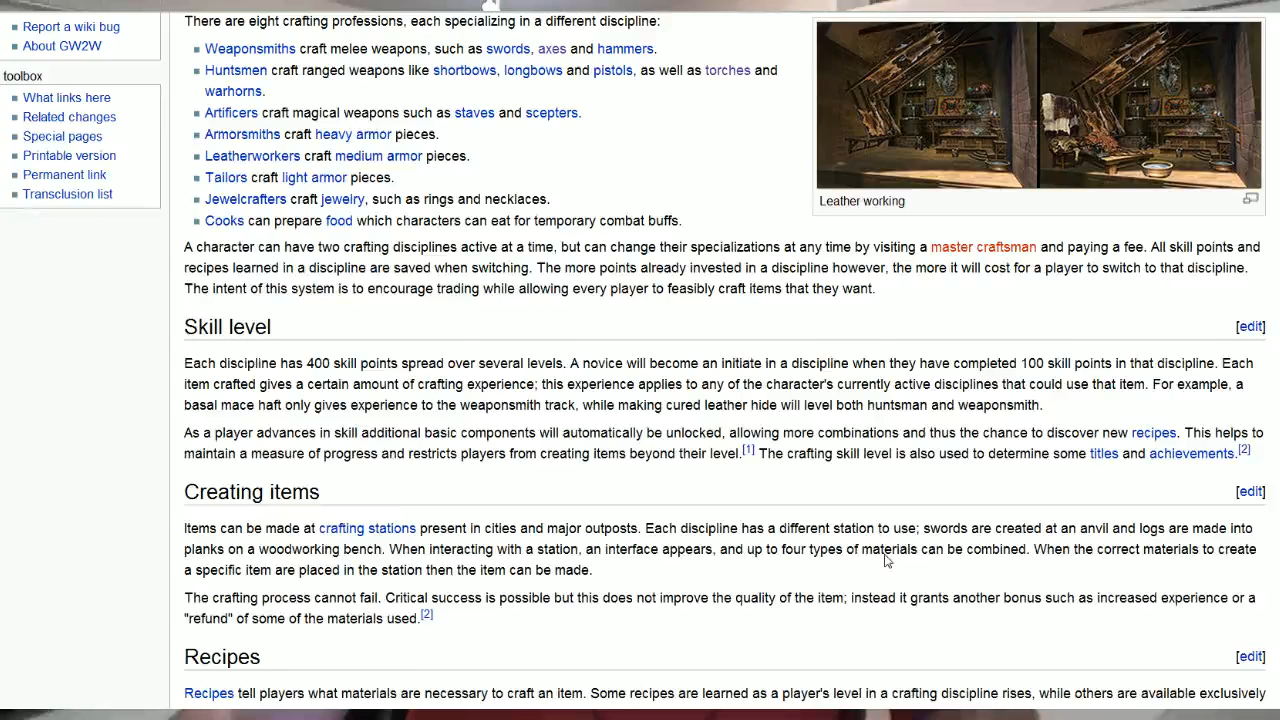 Report a wiki bug
About GW2W
toolbox
What links here
Related changes
Special pages
Printable version
Permanent link
Transclusion list
There are eight crafting professions, each specializing in a different discipline:
Weaponsmiths craft melee weapons, such as swords, axes and hammers.
Huntsmen craft ranged weapons like shortbows, longbows and pistols, as well as torches and
warhorns.
Artificers craft magical weapons such as staves and scepters.
Armorsmiths craft heavy armor pieces.
Leatherworkers craft medium armor pieces.
Tailors craft light armor pieces.
Jewelcrafters craft jewelry, such as rings and necklaces.
Cooks can prepare food which characters can eat for temporary combat buffs.
Leather working
A character can have two crafting disciplines active at a time, but can change their specializations at any time by visiting a master craftsman and paying a fee. All skill points and
recipes learned in a discipline are saved when switching. The more points already invested in a discipline however, the more it will cost for a player to switch to that discipline.
The intent of this system is to encourage trading while allowing every player to feasibly craft items that they want.
Skill level [edit]
Each discipline has 400 skill points spread over several levels. A novice will become an initiate in a discipline when they have completed 100 skill points in that discipline. Each
item crafted gives a certain amount of crafting experience; this experience applies to any of the character's currently active disciplines that could use that item. For example, a
basal mace haft only gives experience to the weaponsmith track, while making cured leather hide will level both huntsman and weaponsmith.
As a player advances in skill additional basic components will automatically be unlocked, allowing more combinations and thus the chance to discover new recipes. This helps to
maintain a measure of progress and restricts players from creating items beyond their level.[1] The crafting skill level is also used to determine some titles and achievements.[2]
Creating items [edit]
Items can be made at crafting stations present in cities and major outposts. Each discipline has a different station to use; swords are created at an anvil and logs are made into
planks on a woodworking bench. When interacting with a station, an interface appears, and up to four types of materials can be combined. When the correct materials to create
a specific item are placed in the station then the item can be made.
The crafting process cannot fail. Critical success is possible but this does not improve the quality of the item; instead it grants another bonus such as increased experience or a
"refund" of some of the materials used.[2]
Recipes [edit]
Recipes tell players what materials are necessary to craft an item. Some recipes are learned as a player's level in a crafting discipline rises, while others are available exclusively